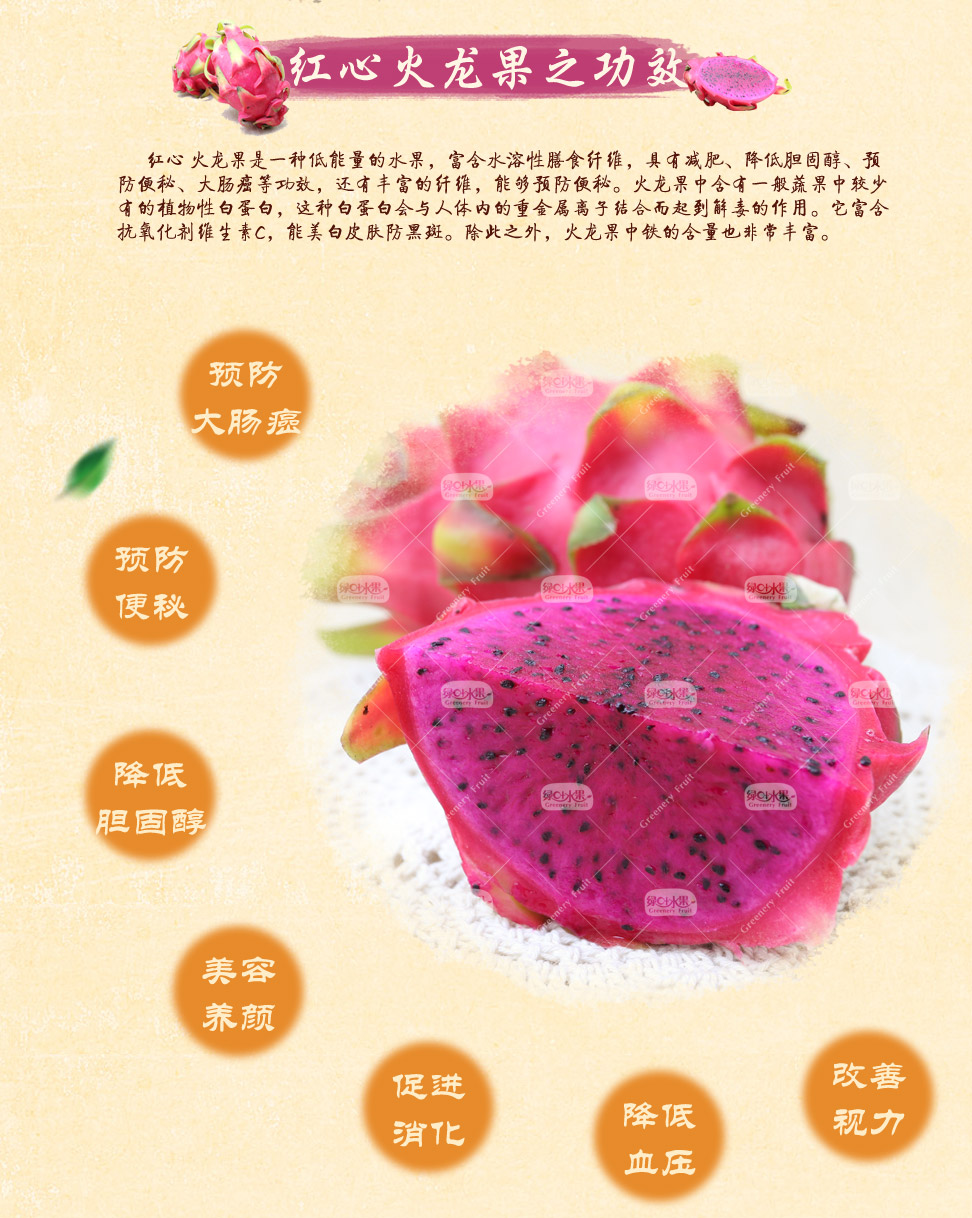 红心火龙果之功效
红心火龙果是一种低能量的水果，富含水溶性膳食纤维，具有减肥、降低胆固醇、预
防便秘、大肠癌等功效，还有丰富的纤维，能够预防便秘。火龙果中含有一般蔬果中较少
有的植物性白蛋白，这种白蛋白会与人体内的重金属离子结合而起到解毒的作用。它富含
抗氧化剂维生素C，能美白皮肤防黑斑。除此之外，火龙果中铁的含量也非常丰富。
预防
大肠癌
预防
便秘
降低
胆固醇
美容
养颜
促进
消化
降低
血压
改善
视力
Greenery Fruit